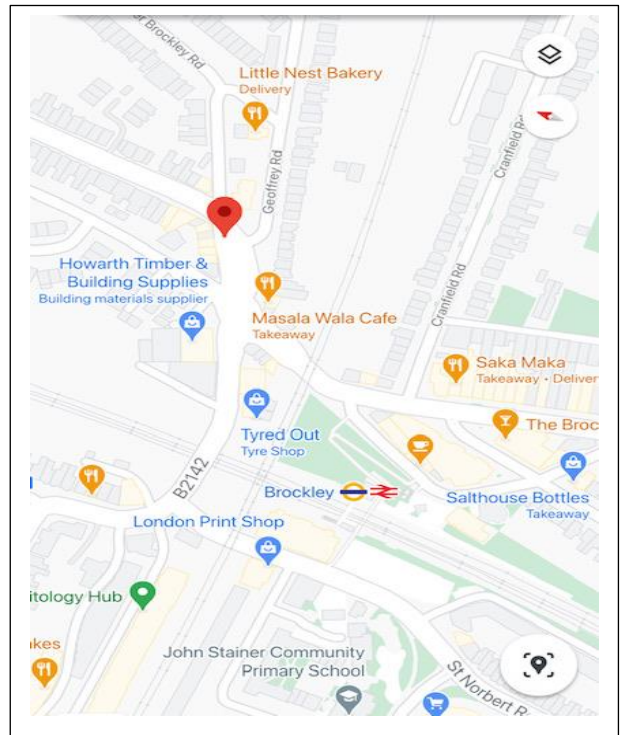 r Brockley Rd
Little Nest Bakery
Delivery
Cranfield Rd
Geoffrey Rd
Howarth Timber &
Building Supplies
Building materials supplier
Masala Wala Cafe
Takeaway
Cranfield Rd
Saka Maka
Takeaway • Deliver
Tyred Out
Tyre Shop
The Broc
B2142
Brockley
Salthouse Bottles
Takeaway
London Print Shop
itology Hub
John Stainer Community
Primary School
akes
St Norbert R